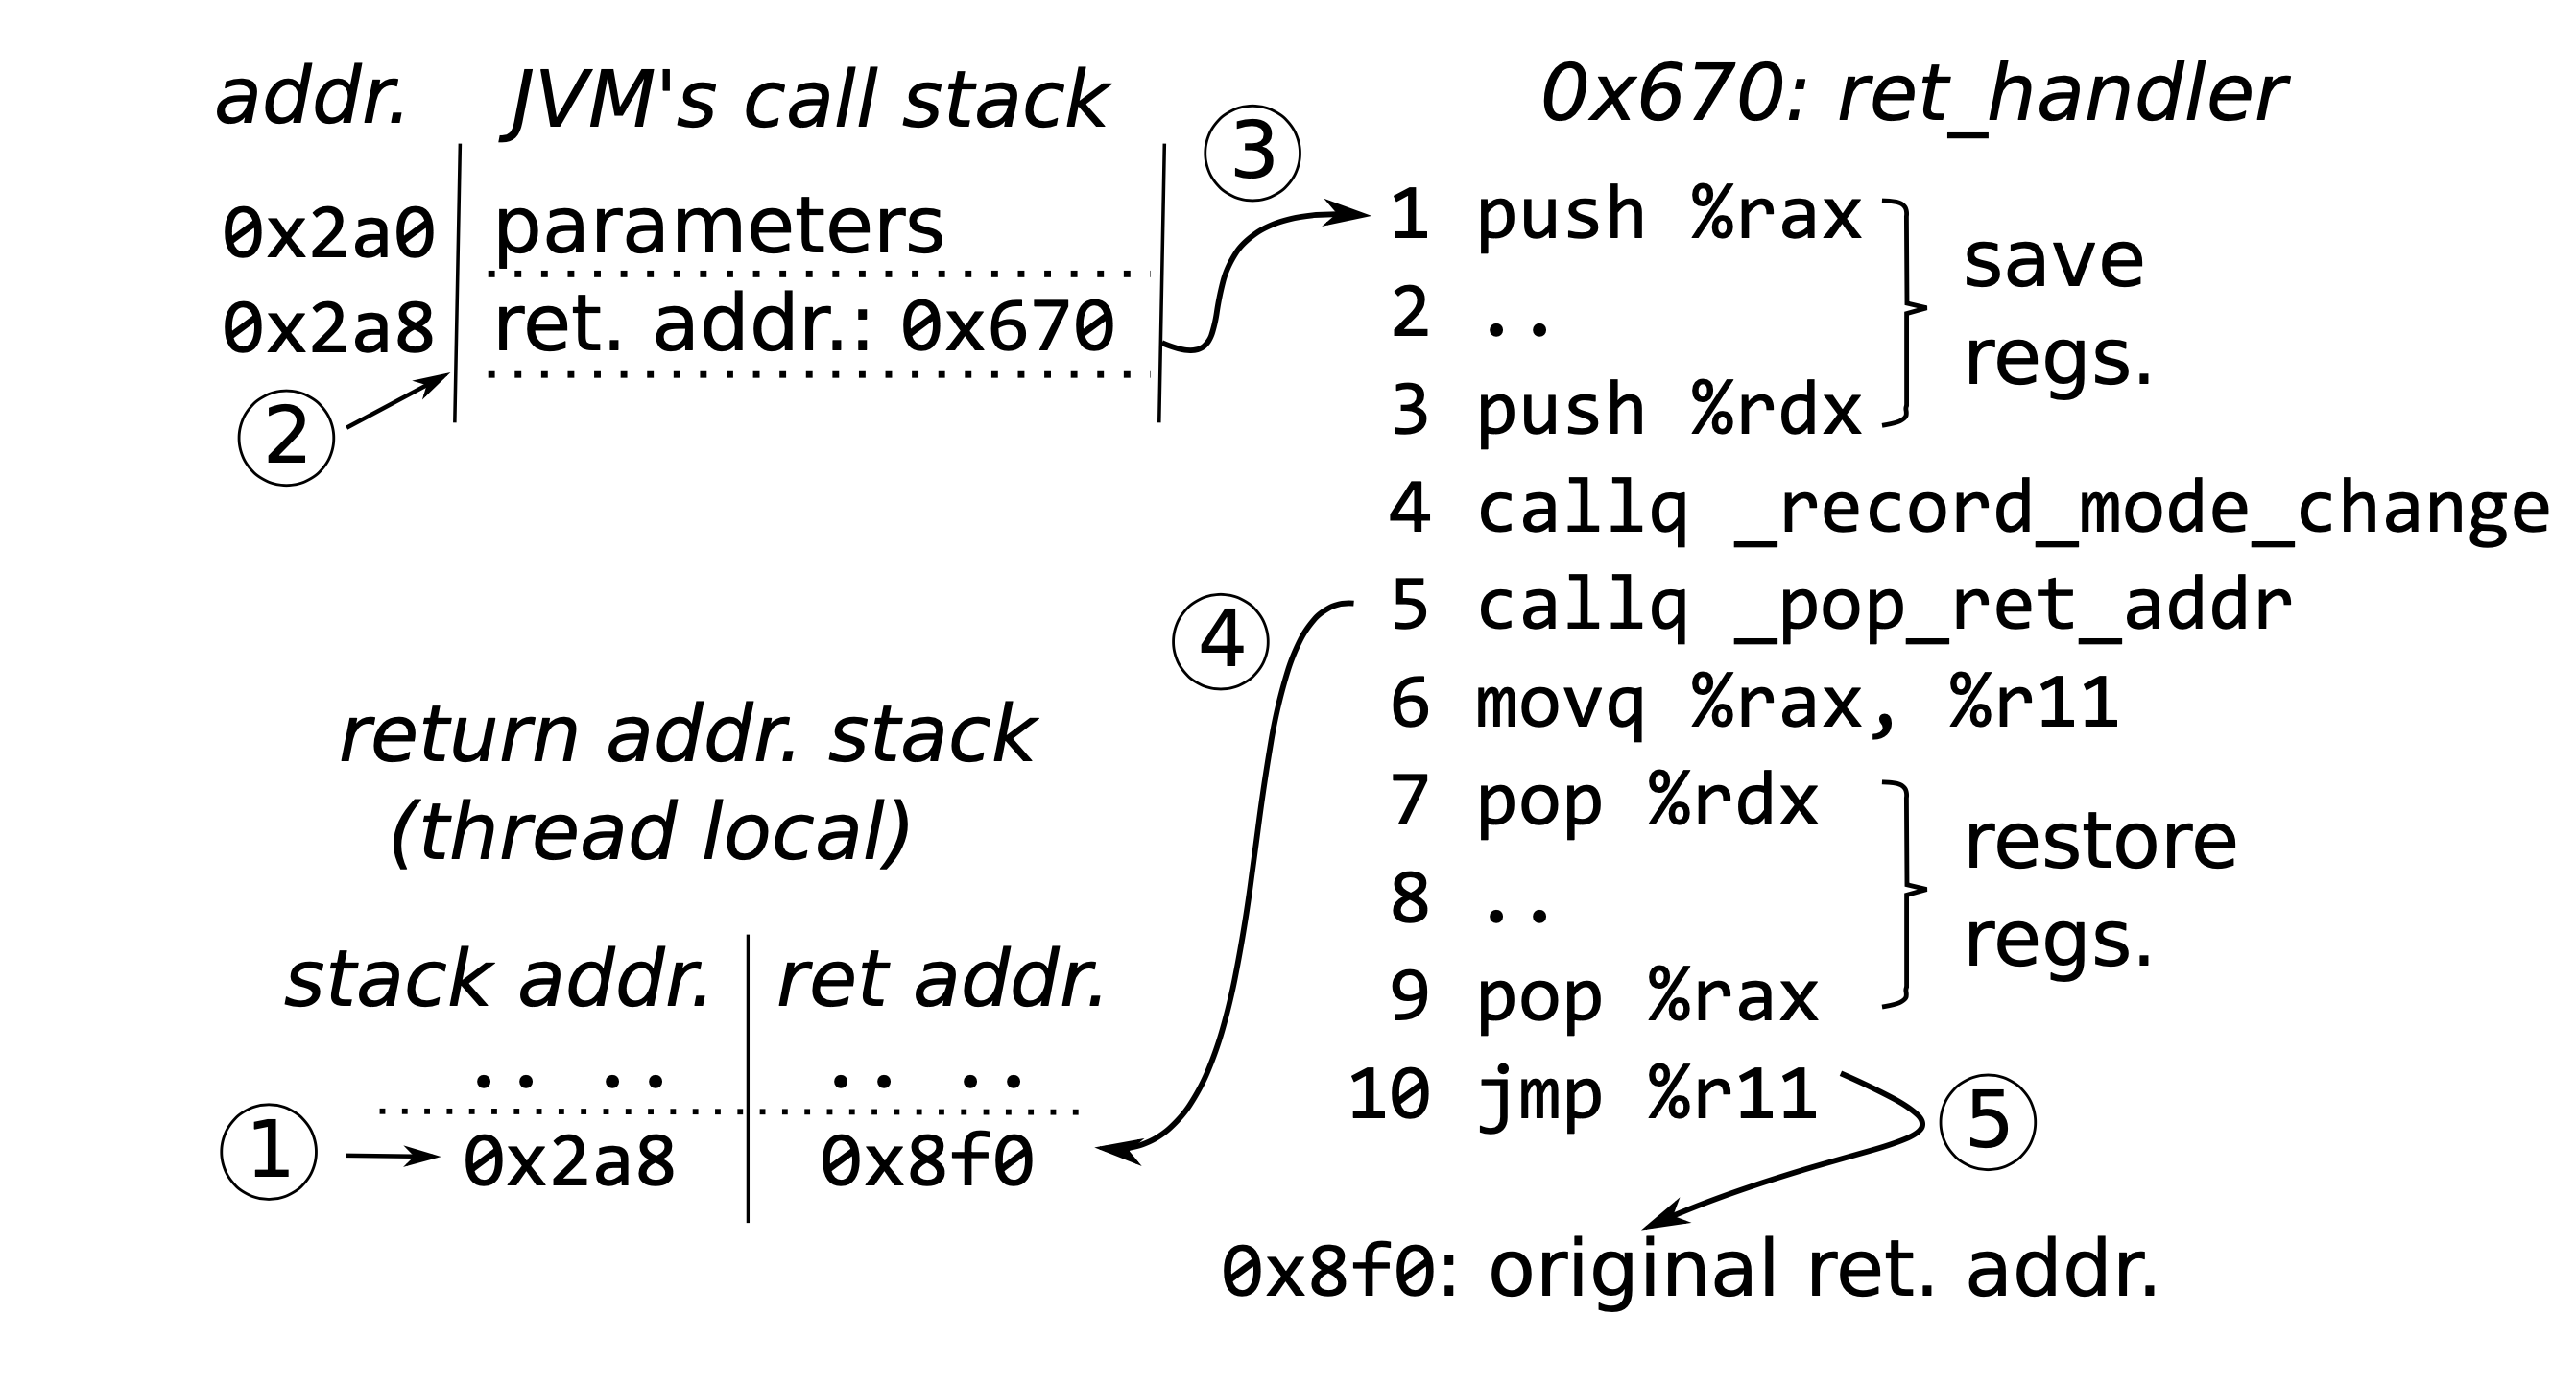 addr. JVM's call stack
0x2a0 parameters
0x2a8 ret. addr.: 0x670
2
3
0x670: ret_handler
1 push %rax
2 ..
3 push %rdx
save
regs.
4 callq _record_mode_change
5 callq _pop_ret_addr
6 movq %rax, %r11
7 pop %rdx
8 ..
9 pop %rax
restore
regs.
10 jmp %r11
4
5
return addr. stack
(thread local)
stack addr. ret addr.
.. .. .. ..
1 0x2a8 0x8f0
0x8f0: original ret. addr.